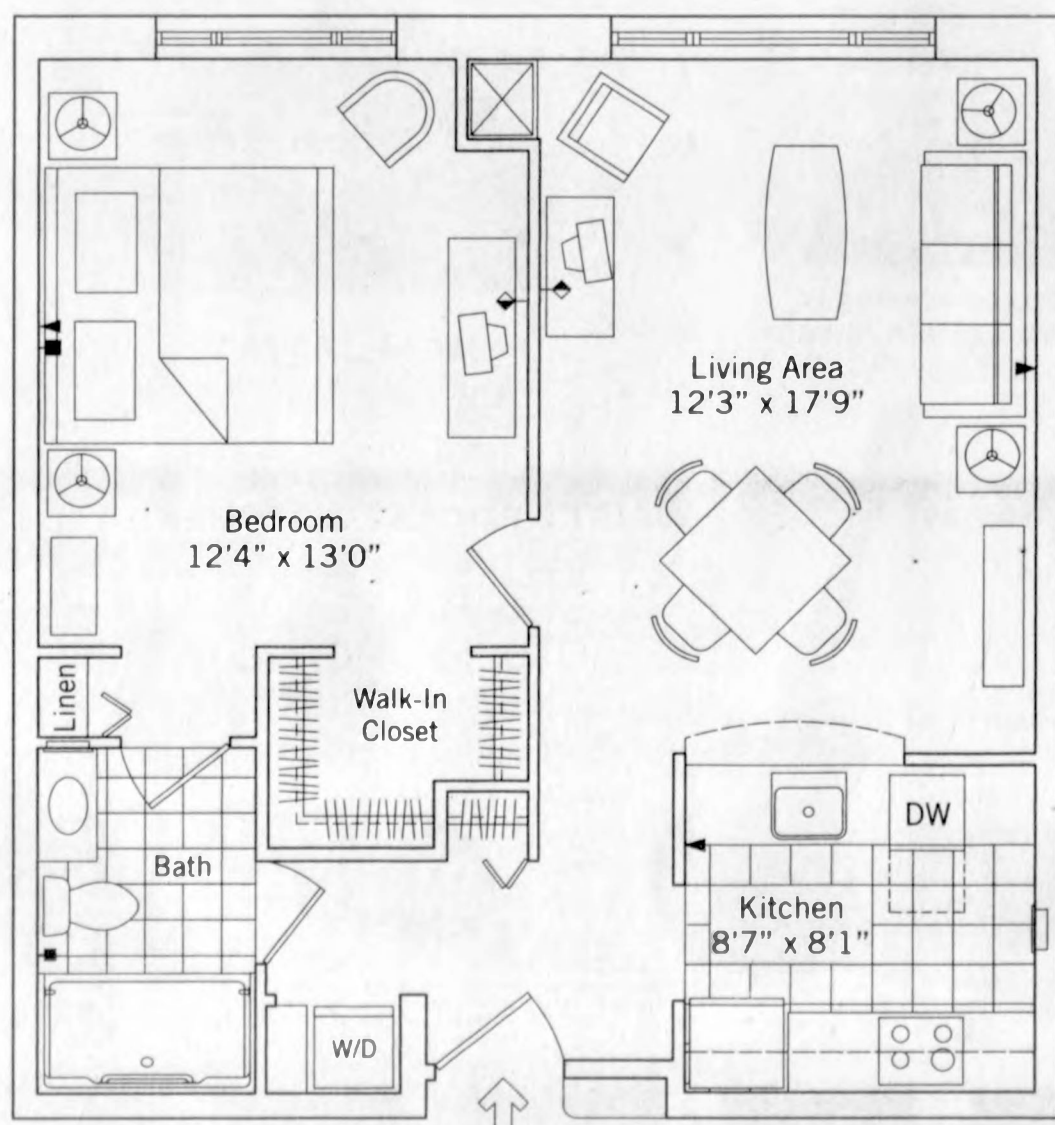 Living Area
12'3" x 17'9"
Bedroom
12'4" x 13'0"
Linen
Walk-In
Closet
DW
Bath
Kitchen
8'7" x 8'1"
W/D